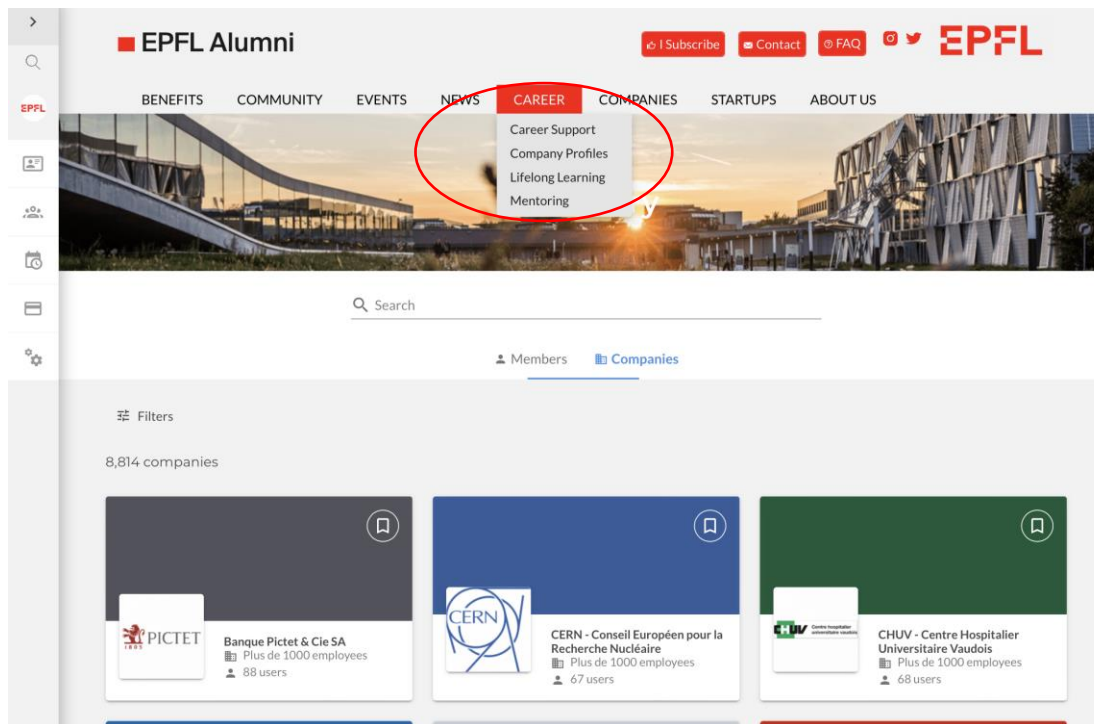 EPFL Alumni
I Subscribe
Contact
FAQ
EPFL
EPFL
BENEFITS COMMUNITY EVENTS NEWS CAREER COMPANIES STARTUPS ABOUT US
Career Support
Company Profiles
Lifelong Learning
Mentoring
y
Search
Members Companies
Filters
8,814 companies
PICTET
1805
Banque Pictet & Cie SA
Plus de 1000 employees
88 users
CERN
CERN - Conseil Européen pour la
Recherche Nucléaire
Plus de 1000 employees
67 users
CHUV
Centre hospitalier
universitaire vaudois
CHUV - Centre Hospitalier
Universitaire Vaudois
Plus de 1000 employees
68 users